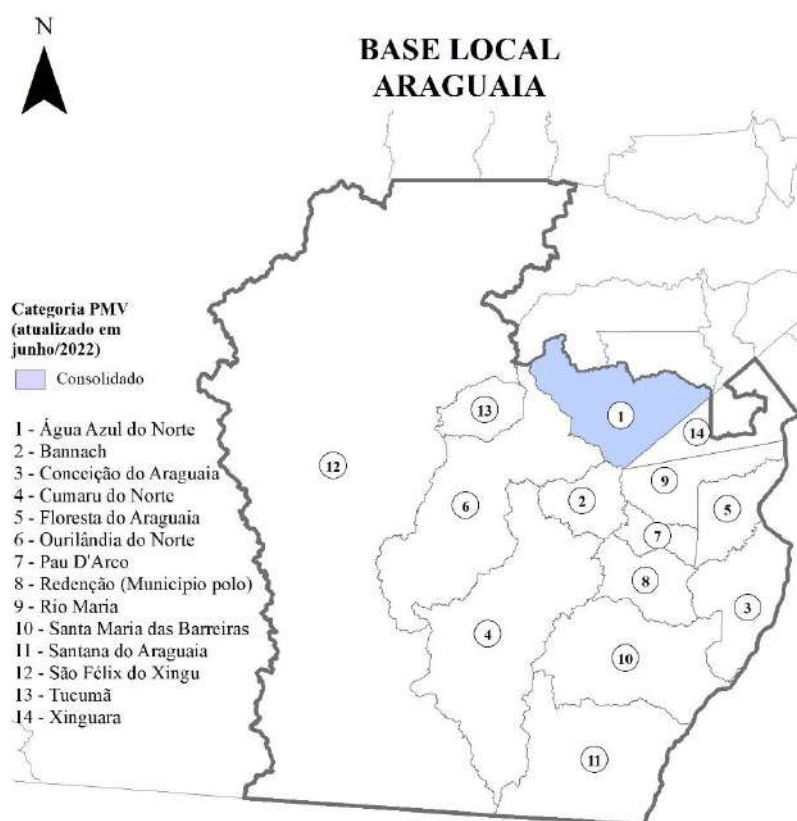 N
BASE LOCAL
ARAGUAIA
Categoria PMV
(atualizado em
junho/2022)
Consolidado
1 - Água Azul do Norte
2 - Bannach
3 - Conceição do Araguaia
4 - Cumaru do Norte
5 - Floresta do Araguaia
6 - Ourilândia do Norte
7 - Pau D'Arco
8 - Redenção (Municipio polo)
9 - Rio Maria
10 - Santa Maria das Barreiras
11 - Santana do Araguaia
12 - São Félix do Xingu
13 - Tucumã
14 - Xinguara
13
1
14
12
6
2
9
5
7
8
3
4
10
11